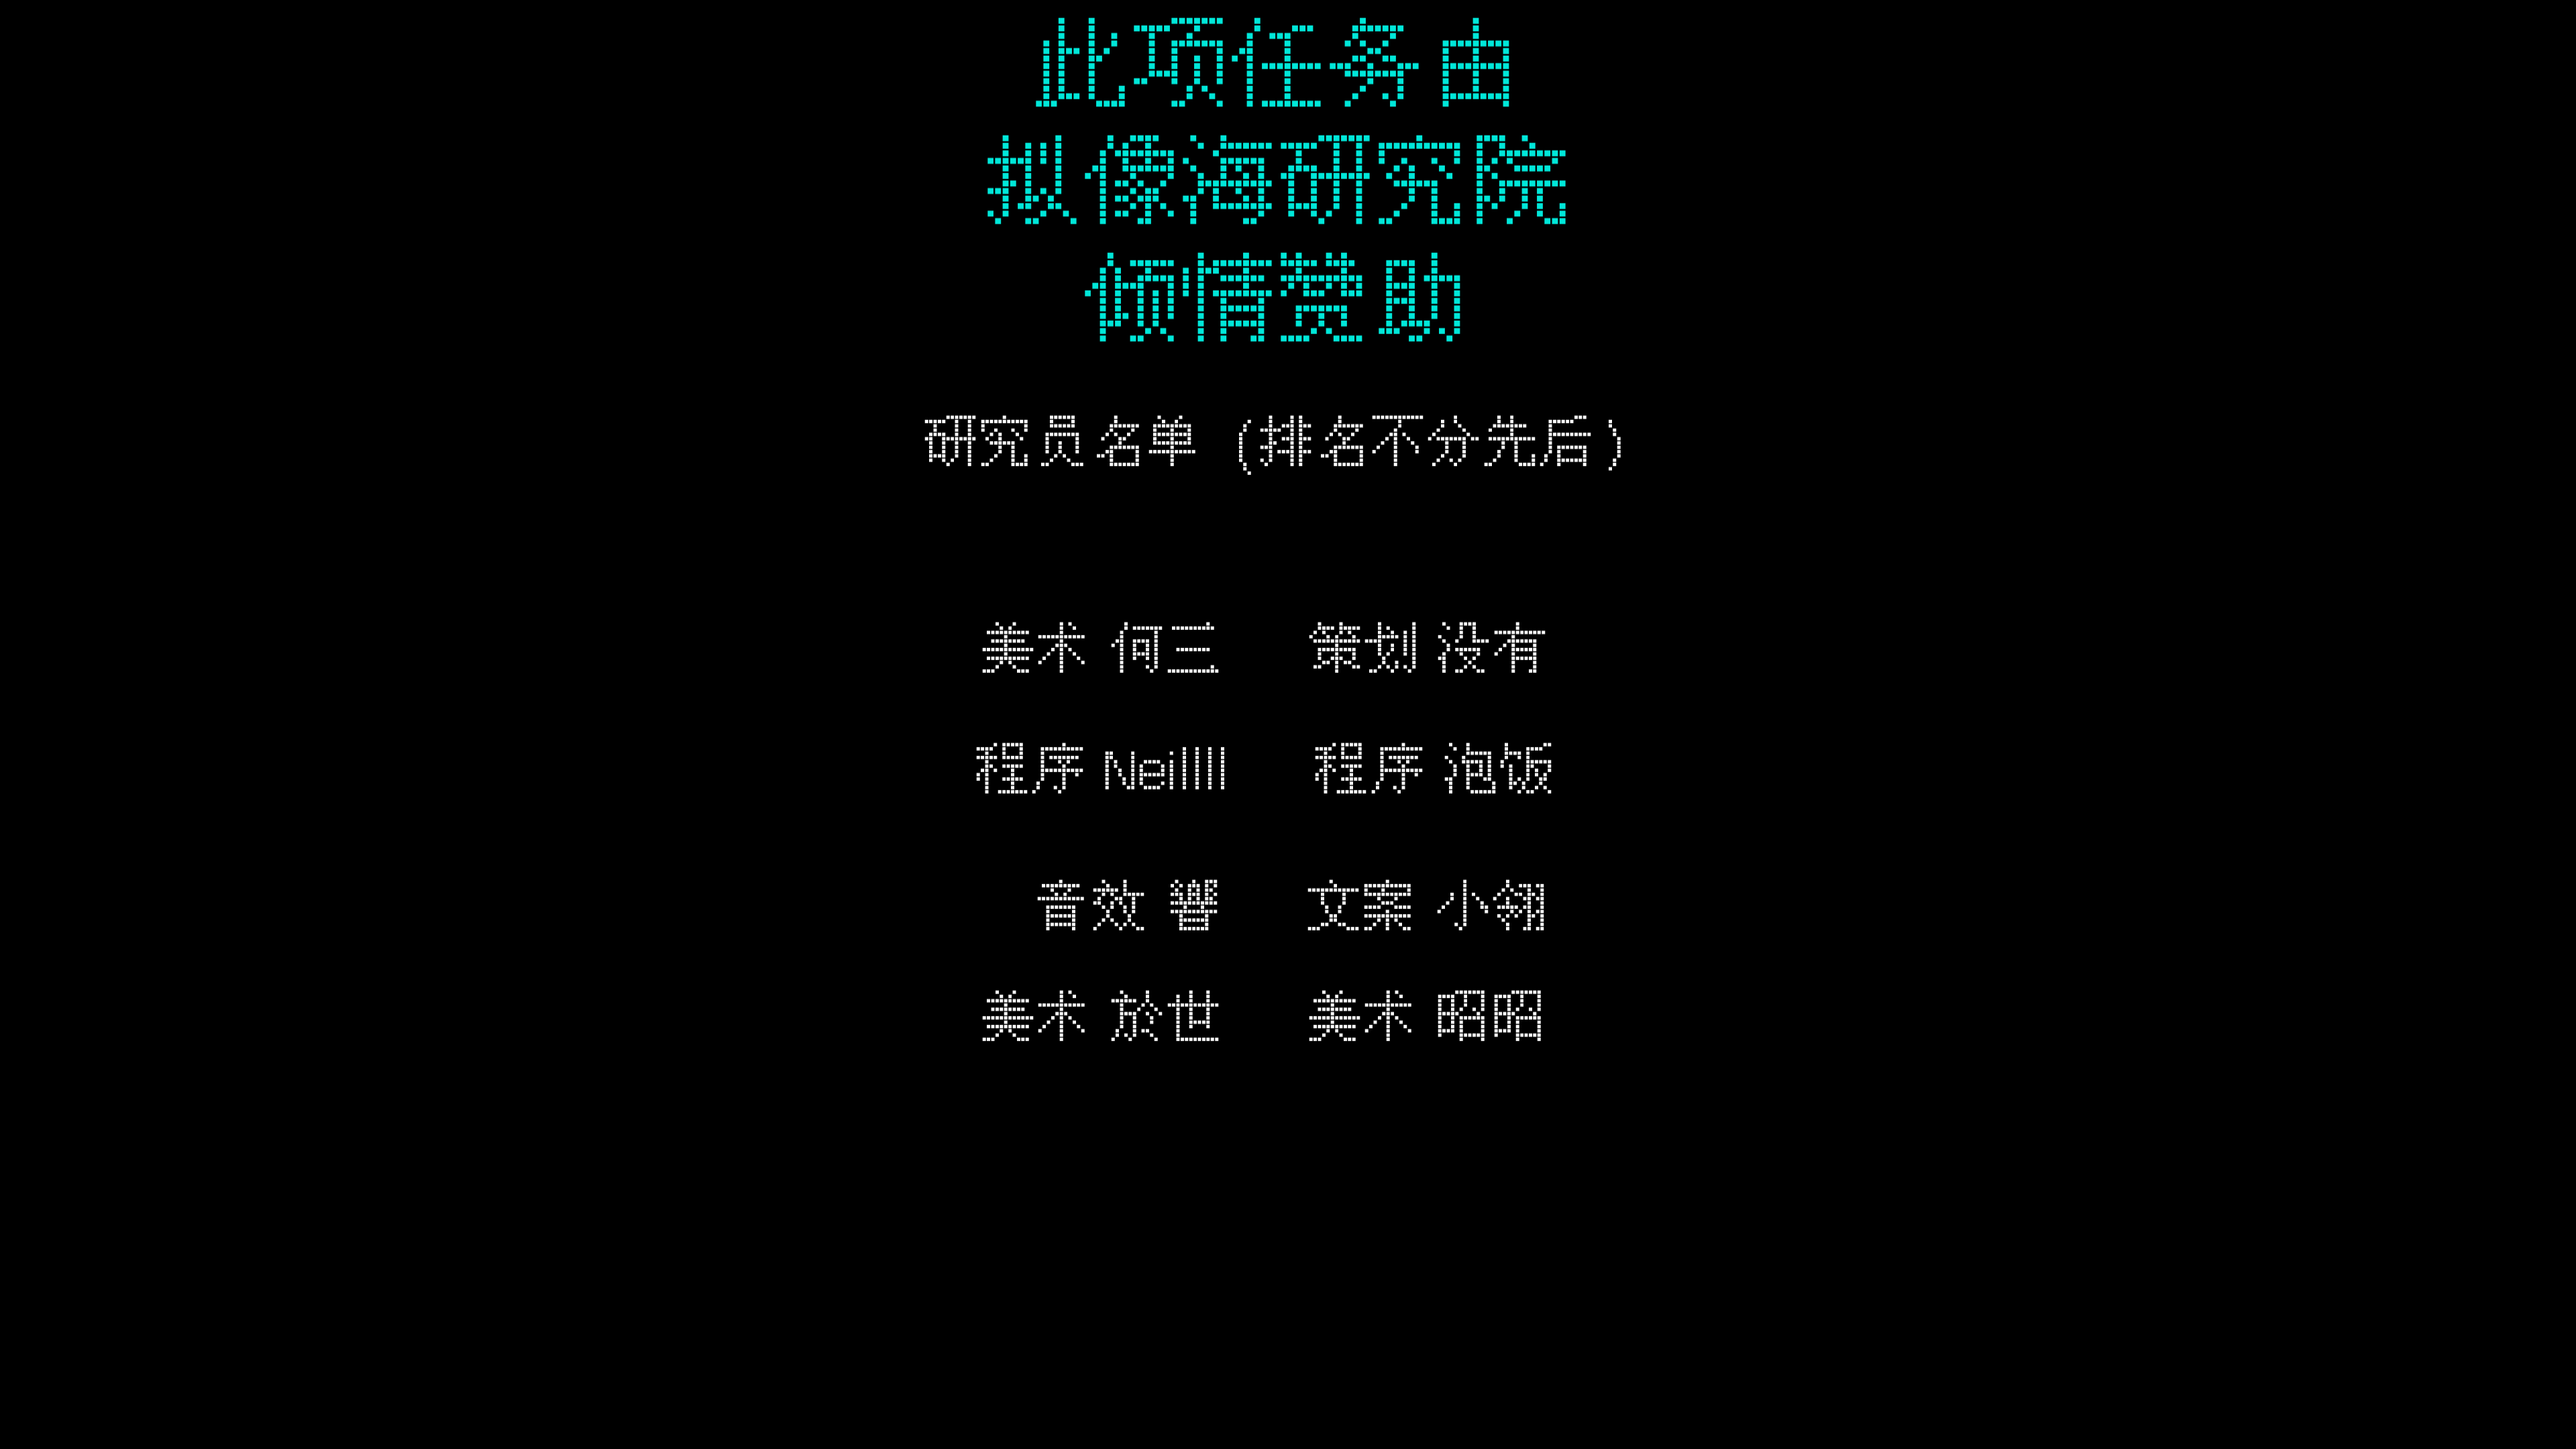 此项任务由
拟像海研究院
倾情赞助
研究员名单 (排名不分先后)
美术 何三 策划 没有
程序 Neillll 程序 泡饭
音效 響 文案 小翎
美术 於世 美术 昭昭